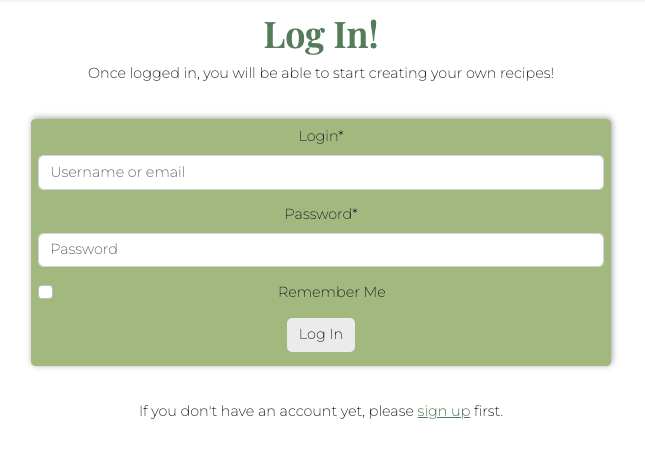 Log In!
Once logged in, you will be able to start creating your own recipes!
Login*
Username or email
Password*
Password
Remember Me
Log In
If you don't have an account yet, please sign up first.